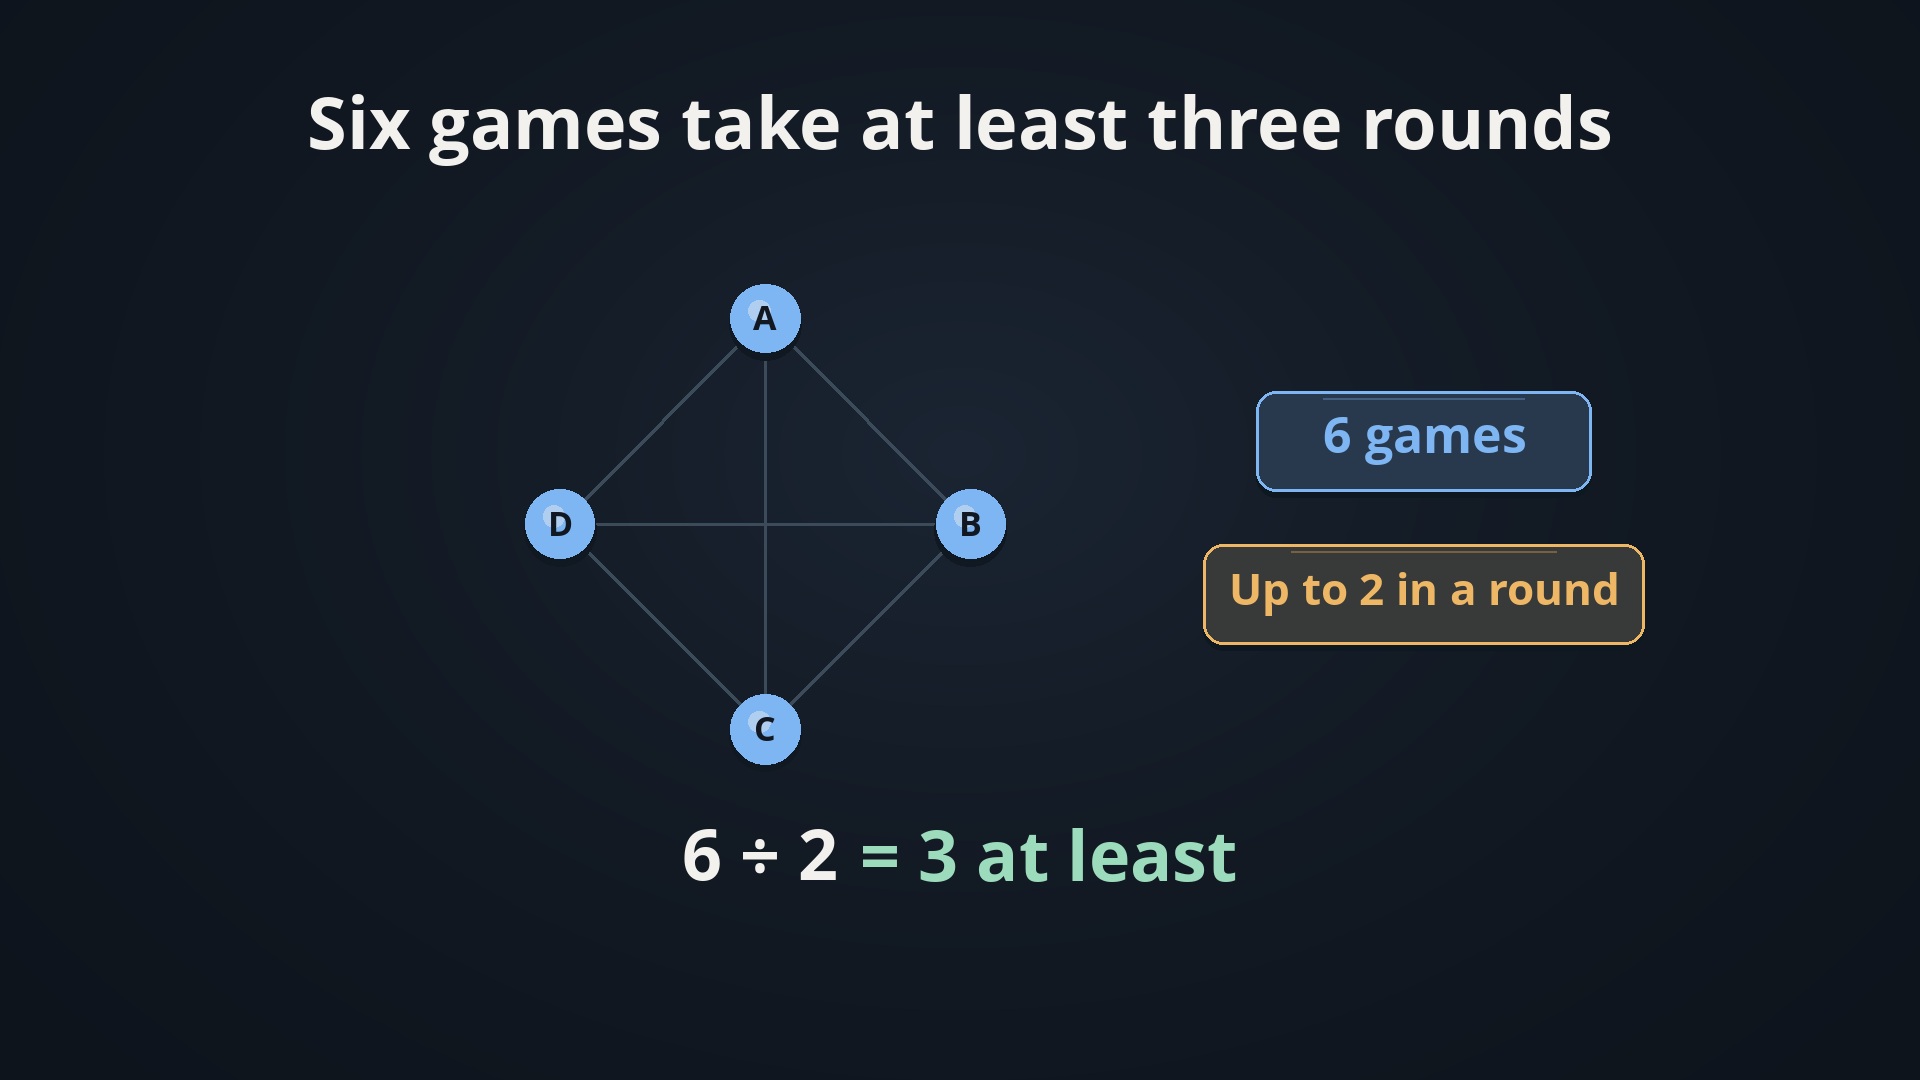 Six games take at least three rounds
A
D
B
C
6 games
Up to 2 in a round
6 ÷ 2 = 3 at least